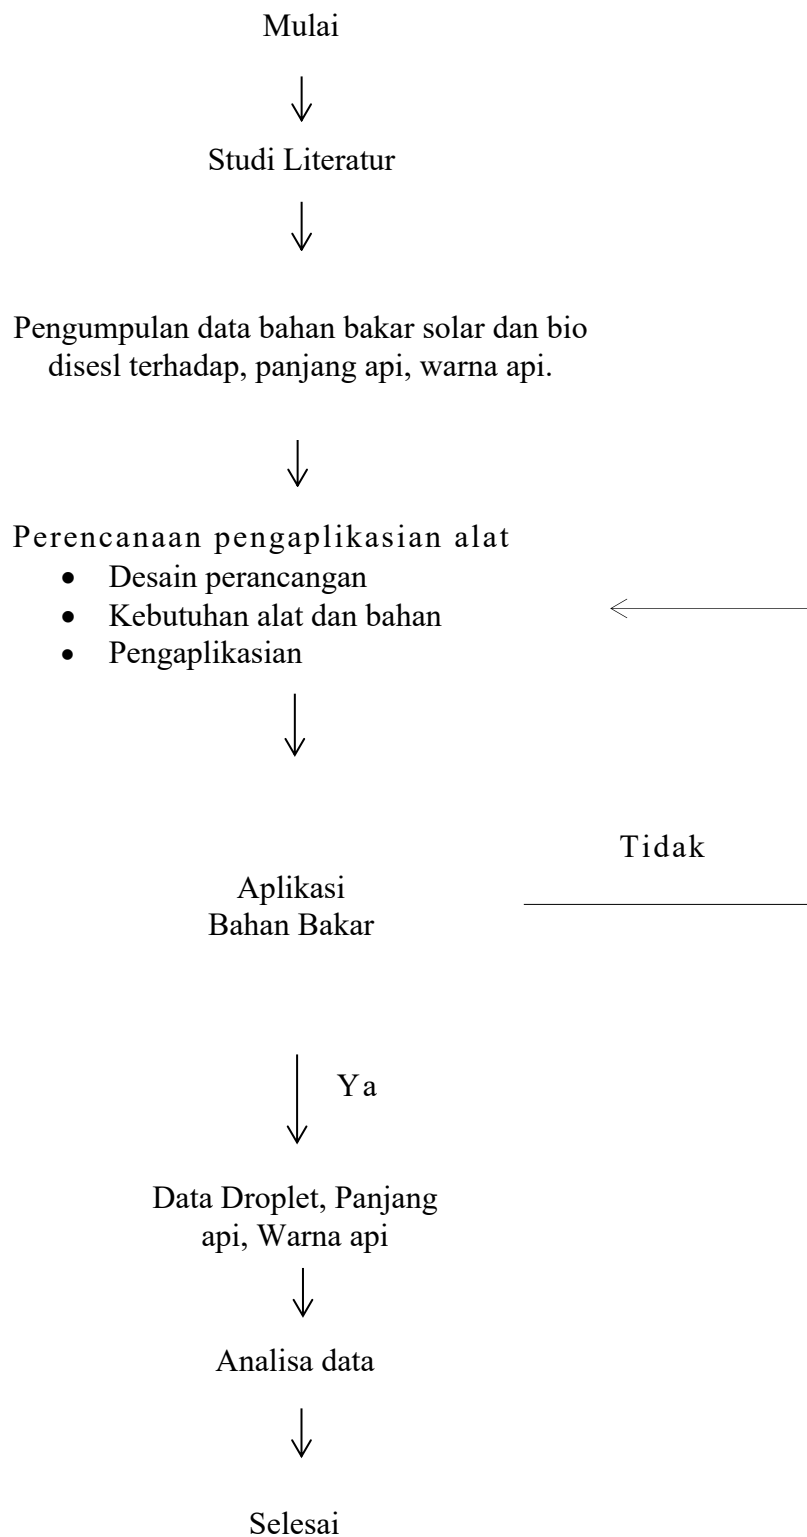 Mulai
Studi Literatur
Pengumpulan data bahan bakar solar dan bio
disesl terhadap, panjang api, warna api.
Perencanaan pengaplikasian alat
• Desain perancangan
• Kebutuhan alat dan bahan
• Pengaplikasian
Tidak
Aplikasi
Bahan Bakar
Ya
Data Droplet, Panjang
api, Warna api
Analisa data
Selesai